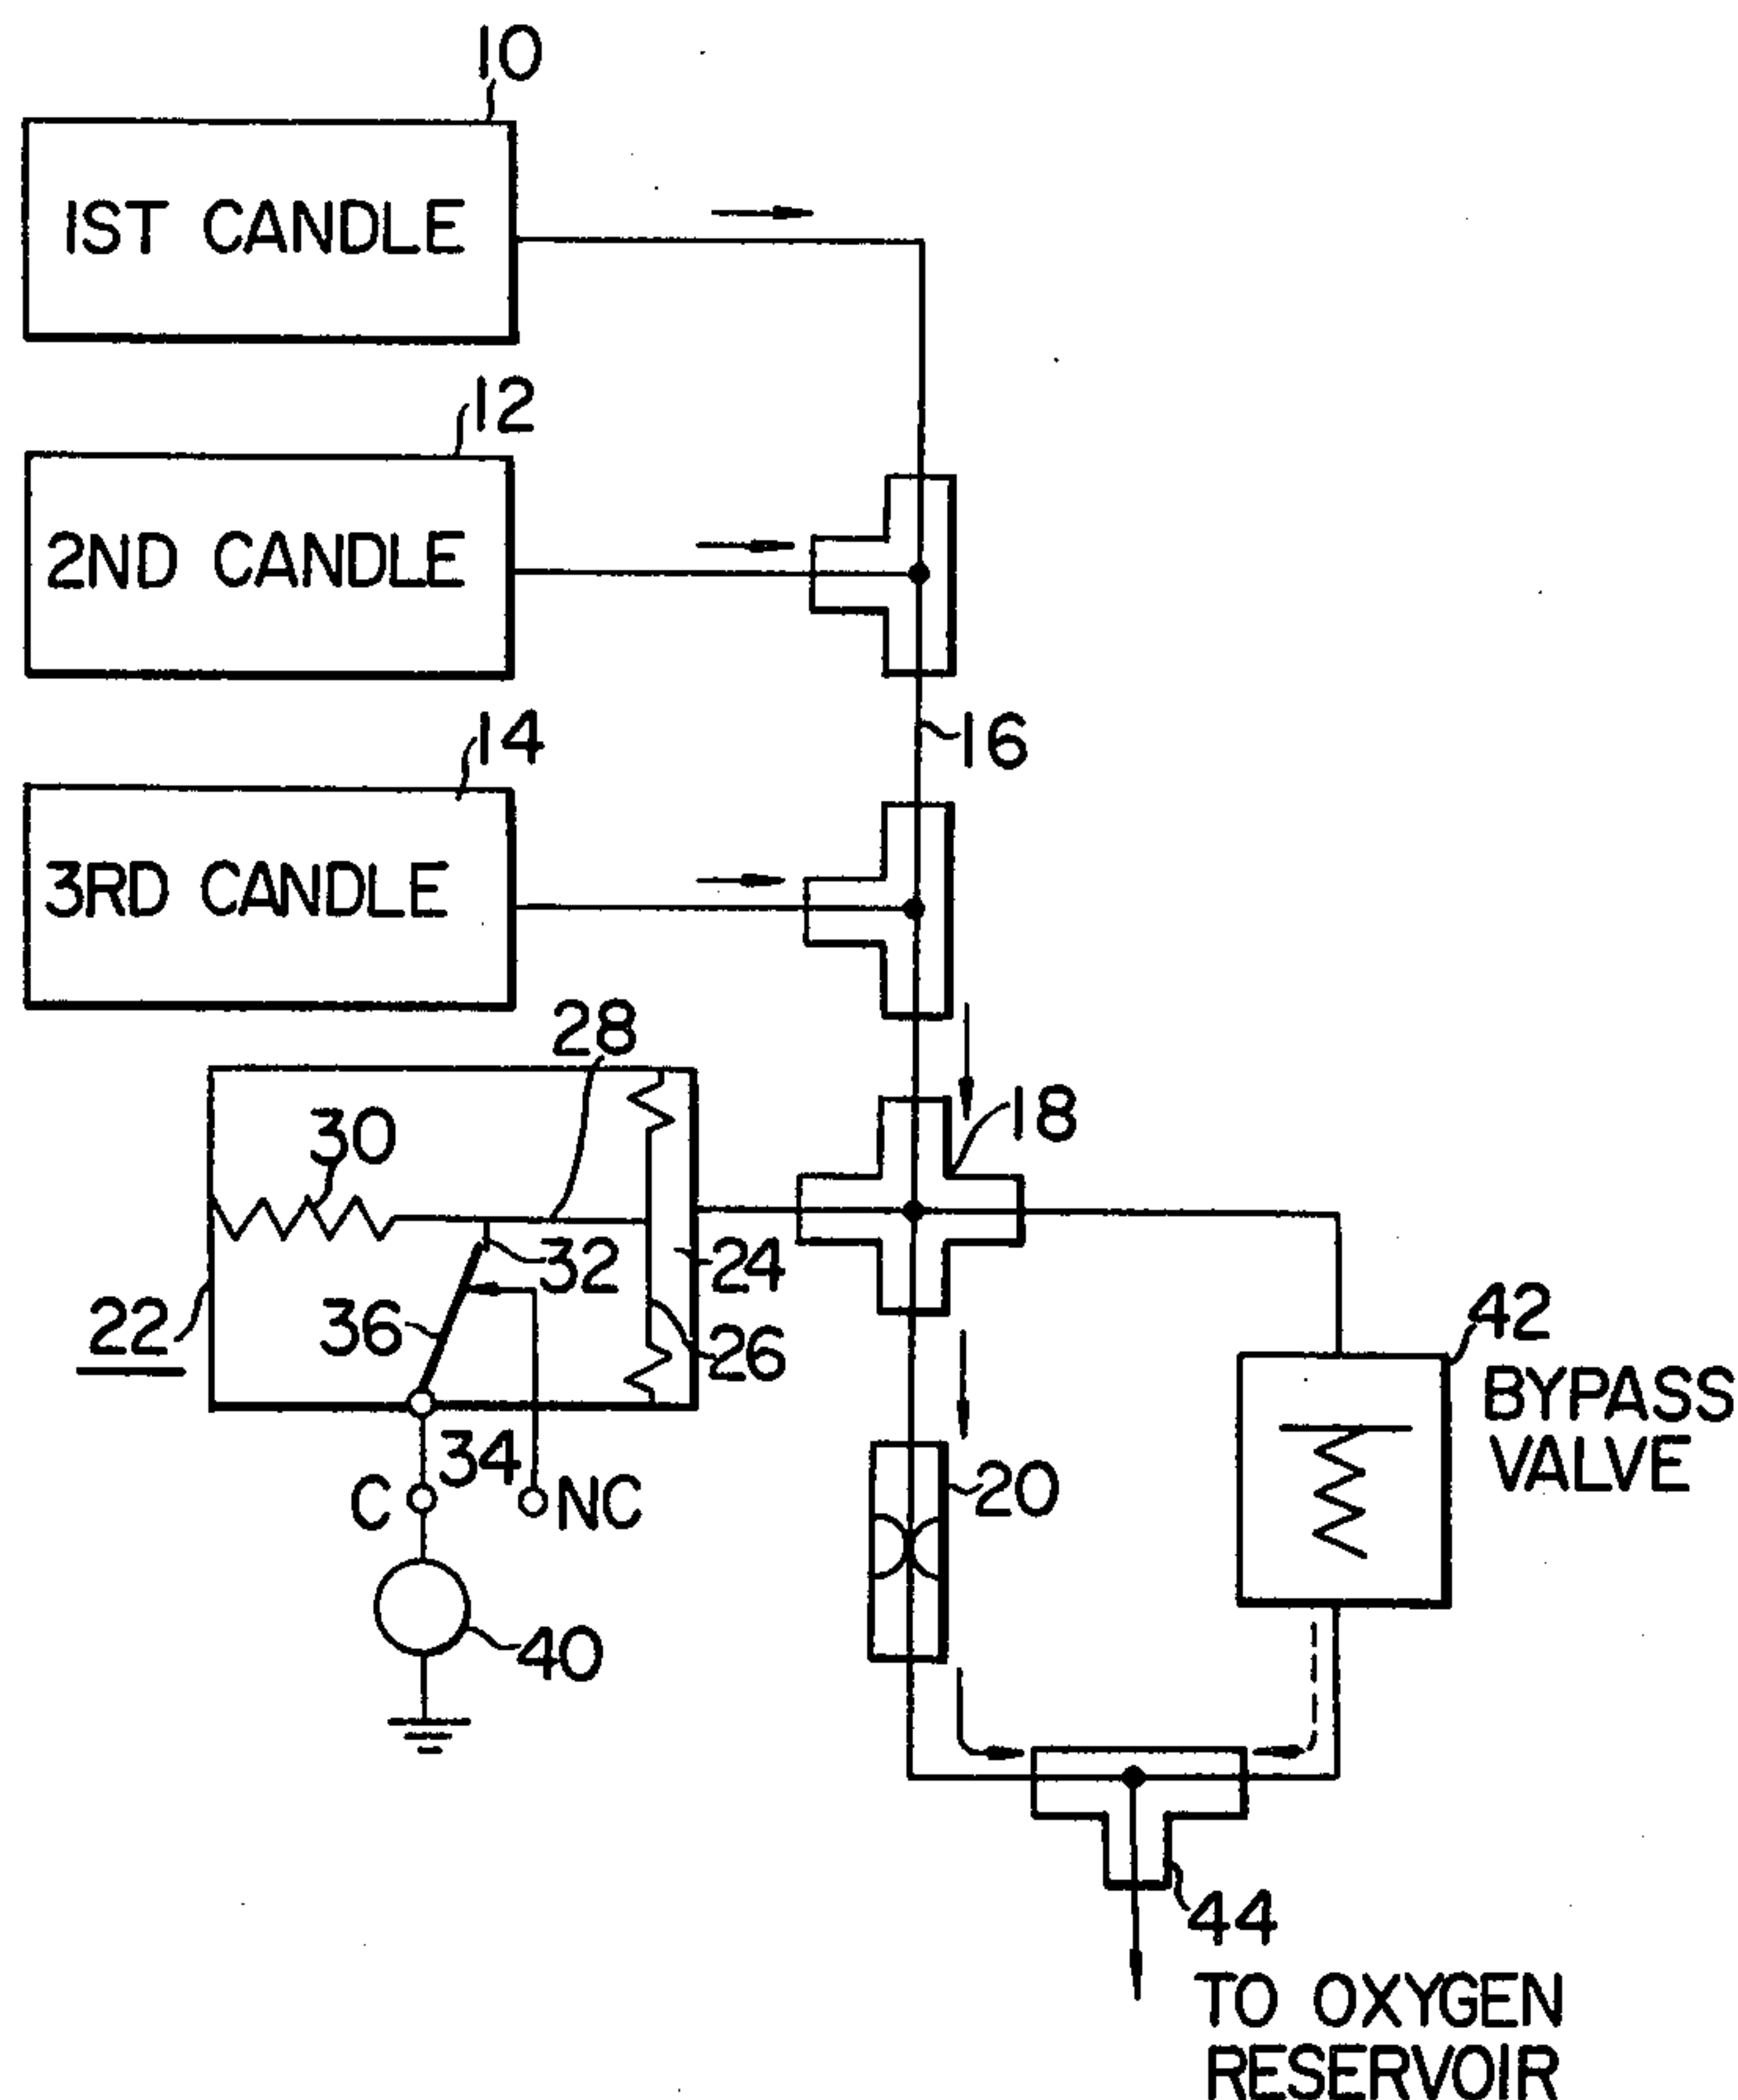 10
1ST CANDLE
12
2ND CANDLE
14
16
3RD CANDLE
28
18
30
32
24
22
36
26
42
BYPASS
VALVE
34
C
NC
20
40
44
TO OXYGEN
RESERVOIR